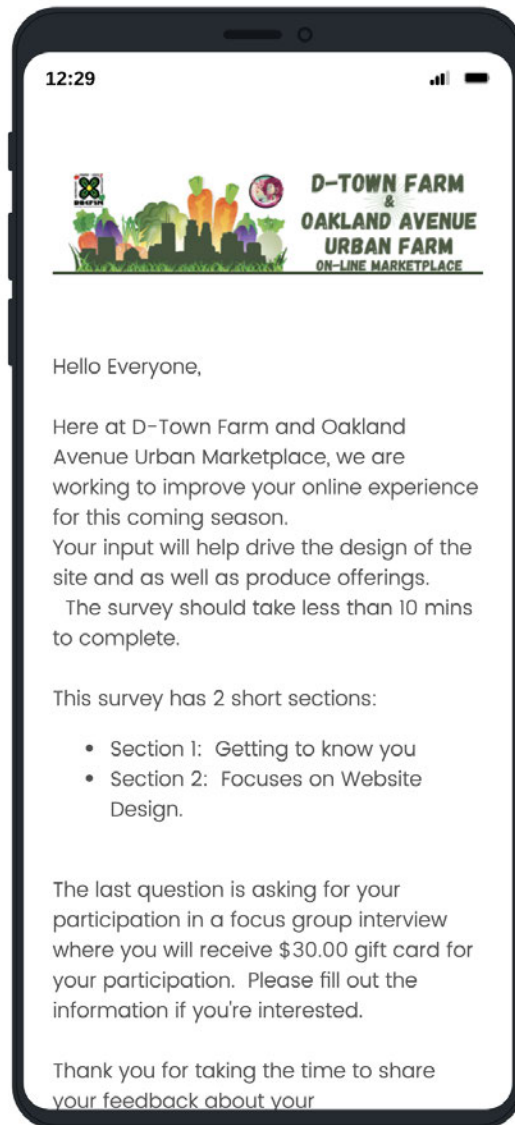 12:29
D-TOWN FARM
&
OAKLAND AVENUE
URBAN FARM
ON-LINE MARKETPLACE
Hello Everyone,
Here at D-Town Farm and Oakland
Avenue Urban Marketplace, we are
working to improve your online experience
for this coming season.
Your input will help drive the design of the
site and as well as produce offerings.
The survey should take less than 10 mins
to complete.
This survey has 2 short sections:
• Section 1: Getting to know you
• Section 2: Focuses on Website
Design.
The last question is asking for your
participation in a focus group interview
where you will receive $30.00 gift card for
your participation. Please fill out the
information if you're interested.
Thank you for taking the time to share
your feedback about your